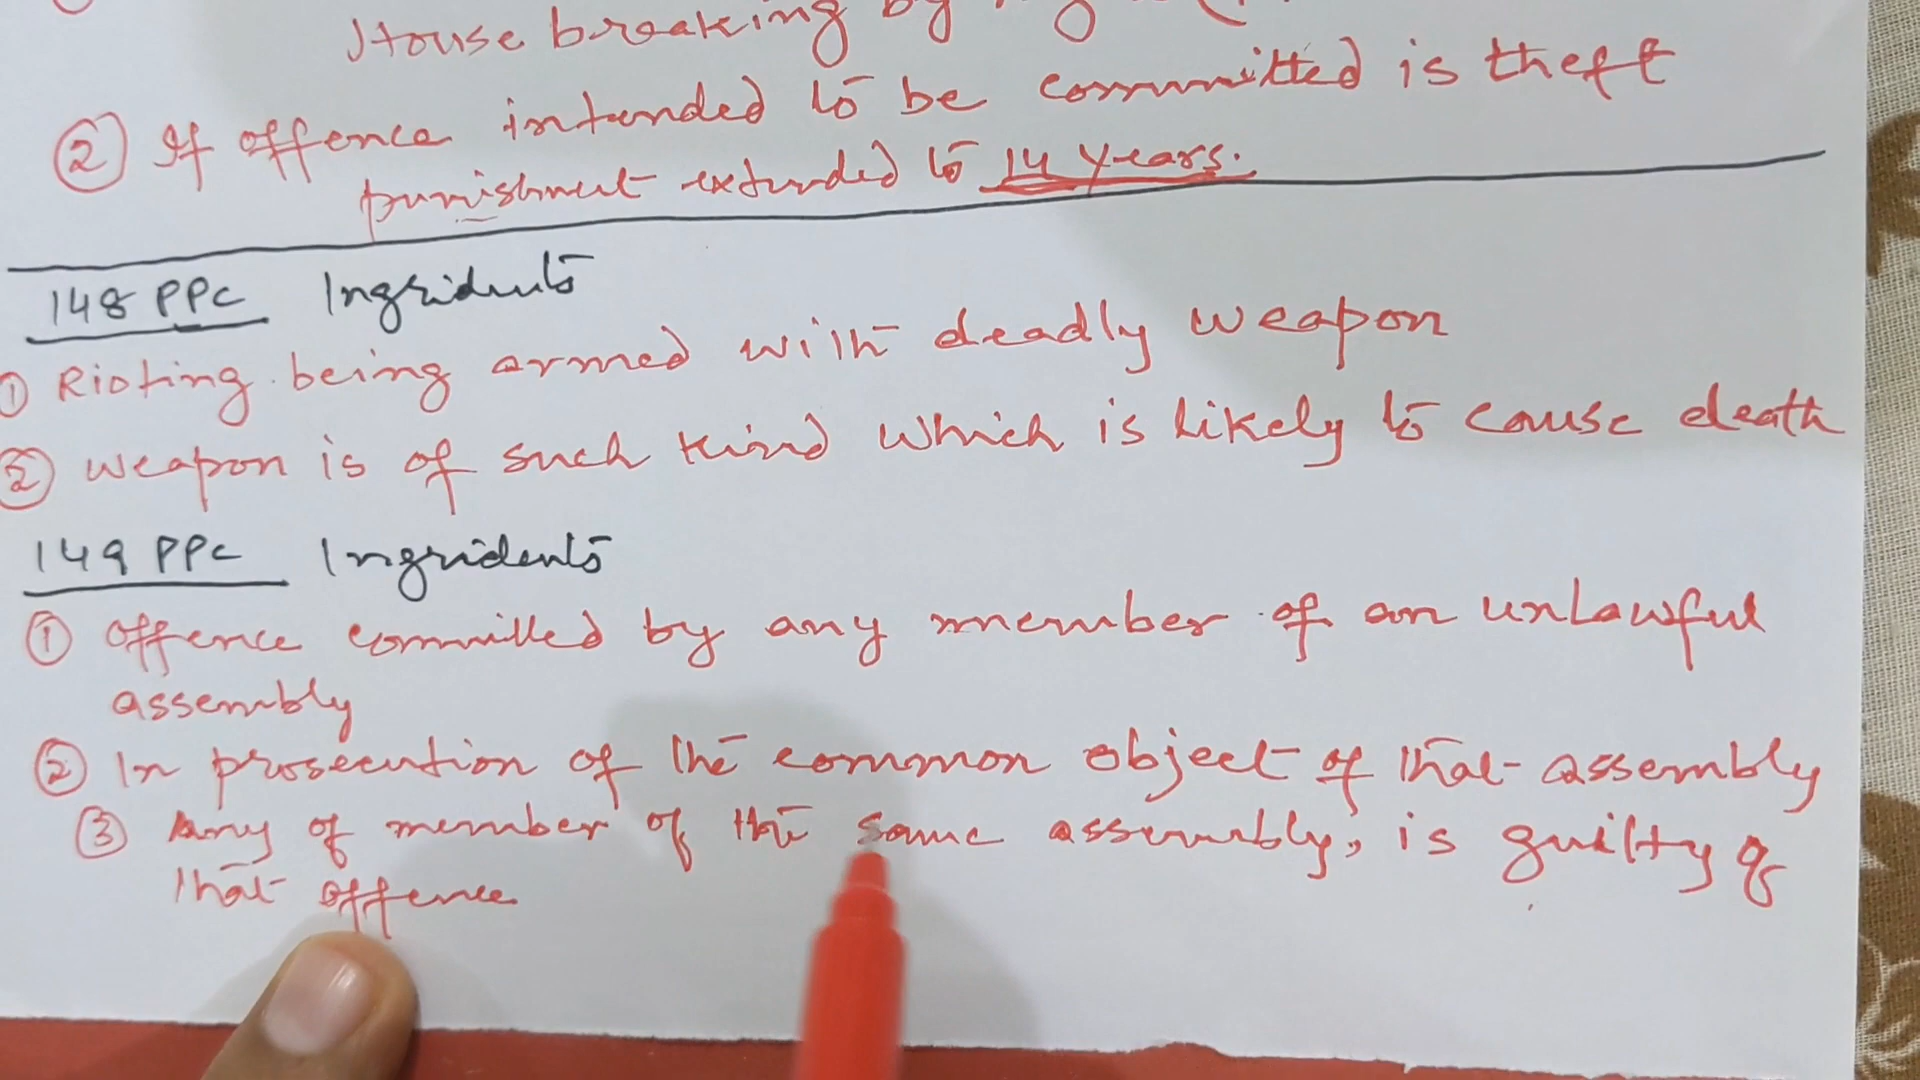 House breaking by
② If offence intended to be committed is theft
punishment extended to 14 Years.
148 PPC Ingridents
① Rioting being armed with deadly weapon
② weapon is of such kind which is likely to cause death
149 PPC Ingridents
① offence committed by any member of an unlawful
assembly
② In prosecution of the common object of that assembly
③ Any of member of the same assembly, is guilty of
that offence